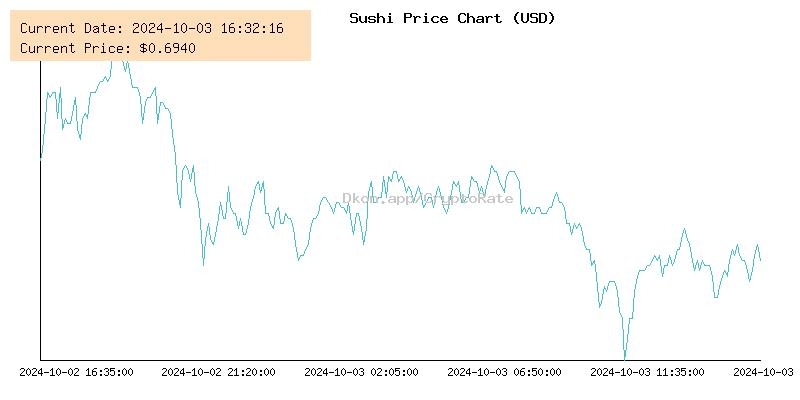 Sushi Price Chart (USD)
Current Date: 2024-10-03 16:32:16
Current Price: $0.6940
Dkcn.app/CryptoRate
2024-10-02 16:35:00 2024-10-02 21:20:00 2024-10-03 02:05:00 2024-10-03 06:50:00 2024-10-03 11:35:00 2024-10-03